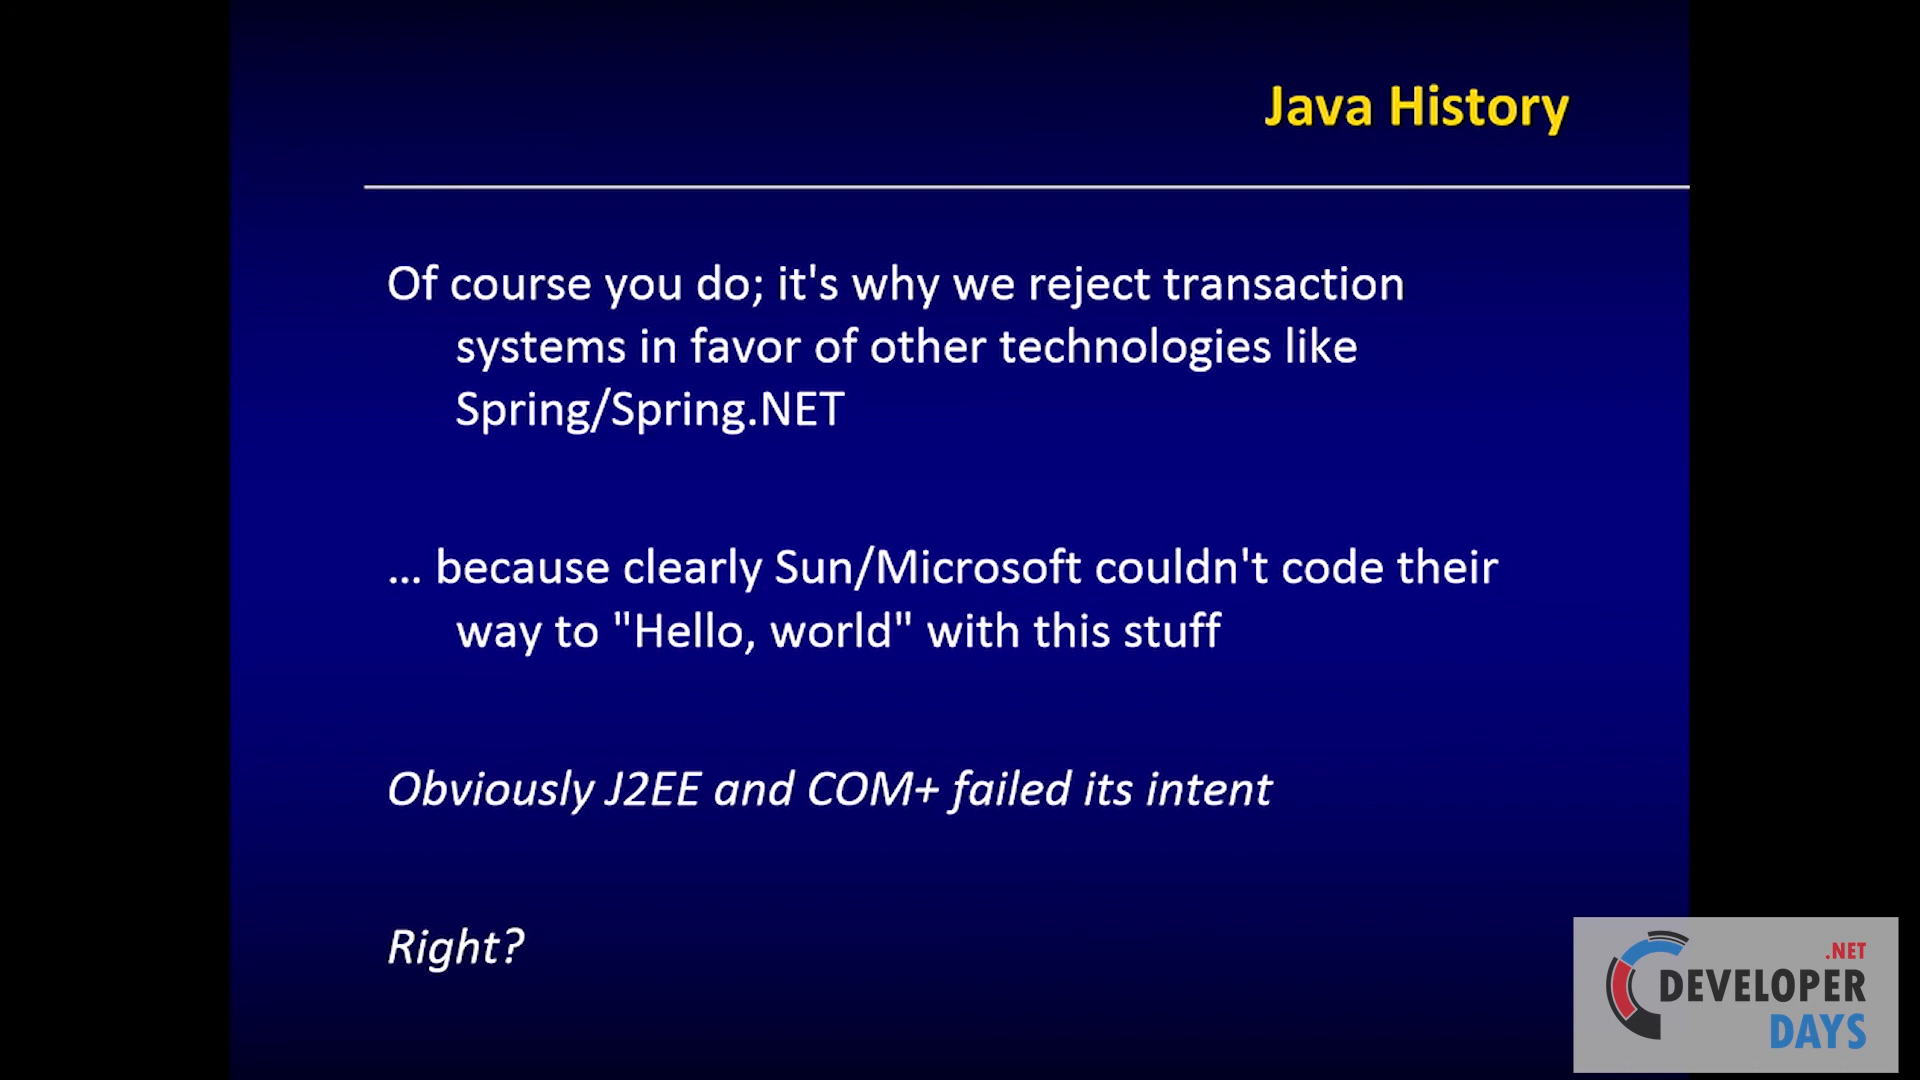 Java History
Of course you do; it's why we reject transaction
systems in favor of other technologies like
Spring/Spring.NET
... because clearly Sun/Microsoft couldn't code their
way to "Hello, world" with this stuff
Obviously J2EE and COM+ failed its intent
Right?
.NET
DEVELOPER
DAYS